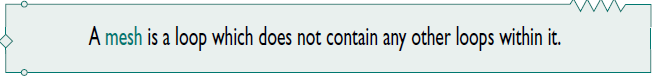 A mesh is a loop which does not contain any other loops within it.